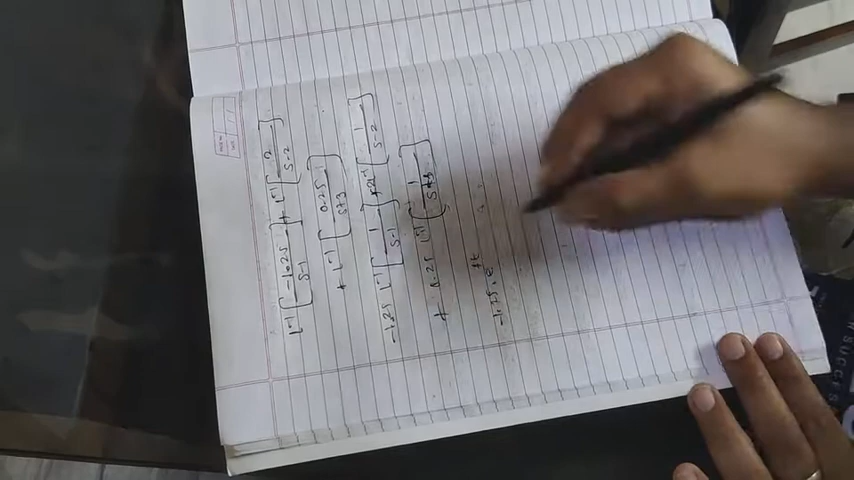 L⁻¹[-1.25 / s-1] + L⁻¹[2 / s-2]
+ L⁻¹[0.25 / s+3]
-1.25 L⁻¹[1 / s-1] + 2L⁻¹[1 / s-2]
+ 0.25 L⁻¹[1 / s+3]
-1.25 . e